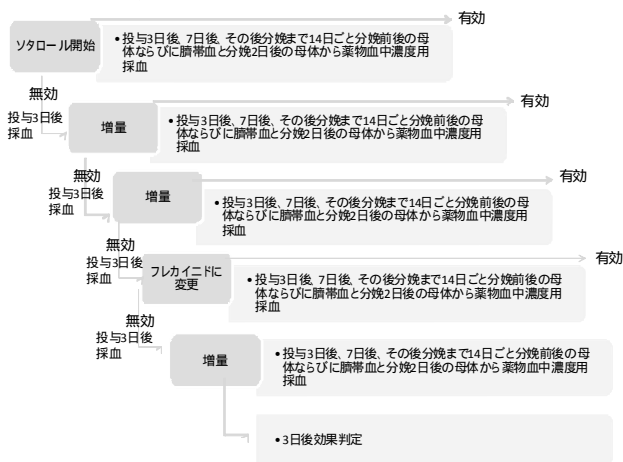 有効
ソタロール開始
•投与3日後、7日後、その後分娩まで14日ごと分娩前後の母
体ならびに臍帯血と分娩2日後の母体から薬物血中濃度用
採血
無効
投与3日後
採血
有効
増量
•投与3日後、7日後、その後分娩まで14日ごと分娩前後の母
体ならびに臍帯血と分娩2日後の母体から薬物血中濃度用
採血
無効
投与3日後
採血
有効
増量
•投与3日後、7日後、その後分娩まで14日ごと分娩前後の母
体ならびに臍帯血と分娩2日後の母体から薬物血中濃度用
採血
無効
投与3日後
採血
有効
フレカイニドに
変更
•投与3日後、7日後、その後分娩まで14日ごと分娩前後の母
体ならびに臍帯血と分娩2日後の母体から薬物血中濃度用
採血
無効
投与3日後
採血
増量
•投与3日後、7日後、その後分娩まで14日ごと分娩前後の母
体ならびに臍帯血と分娩2日後の母体から薬物血中濃度用
採血
•3日後効果判定